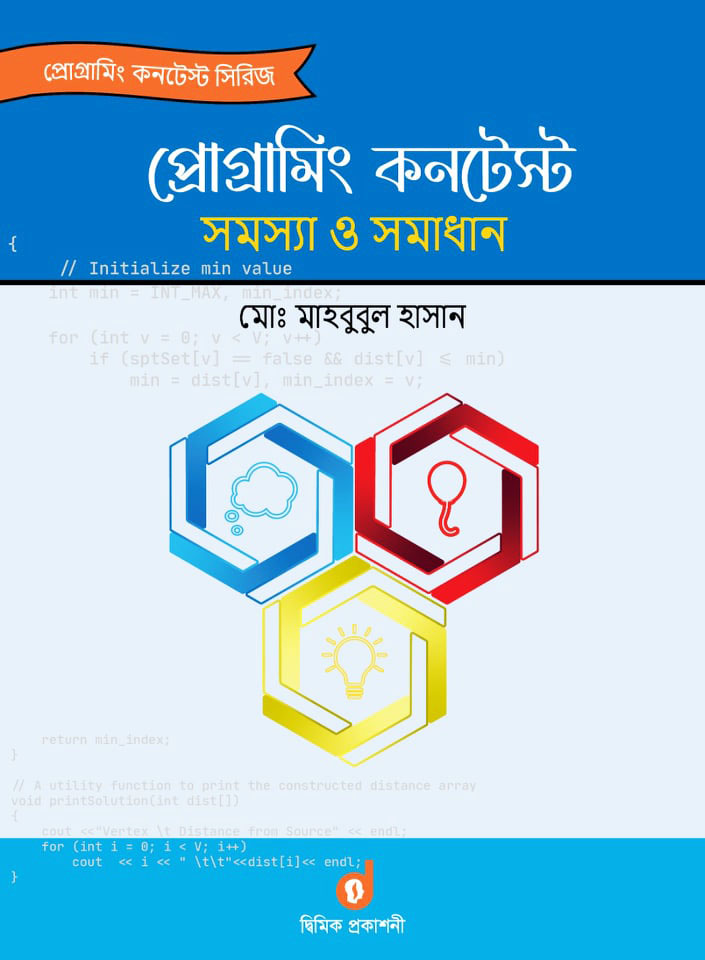 প্রোগ্রামিং কনটেস্ট সিরিজ
প্রোগ্রামিং কনটেস্ট
সমস্যা ও সমাধান
{
// Initialize min value
int min = INT_MAX, min_index;
মোঃ মাহবুবুল হাসান
for (int v = 0; v < V; v++)
if (sptSet[v] == false && dist[v] <= min)
min = dist[v], min_index = v;
return min_index;
}
// A utility function to print the constructed distance array
void printSolution(int dist[])
{
cout <<"Vertex \t Distance from Source" << endl;
for (int i = 0; i < V; i++)
cout << i << " \t\t"<<dist[i]<< endl;
}
দ্বিমিক প্রকাশনী